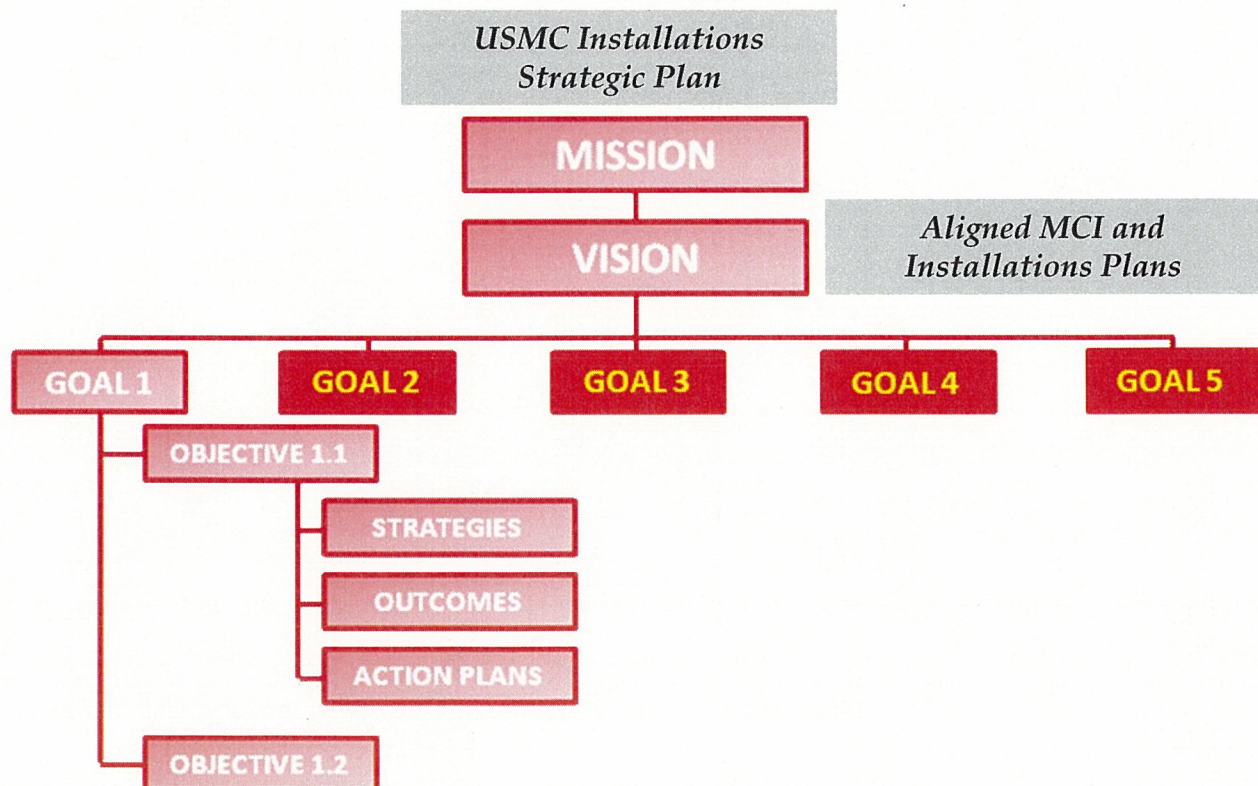 USMC Installations
Strategic Plan
MISSION
VISION
Aligned MCI and
Installations Plans
GOAL 1
GOAL 2
GOAL 3
GOAL 4
GOAL 5
OBJECTIVE 1.1
STRATEGIES
OUTCOMES
ACTION PLANS
OBJECTIVE 1.2